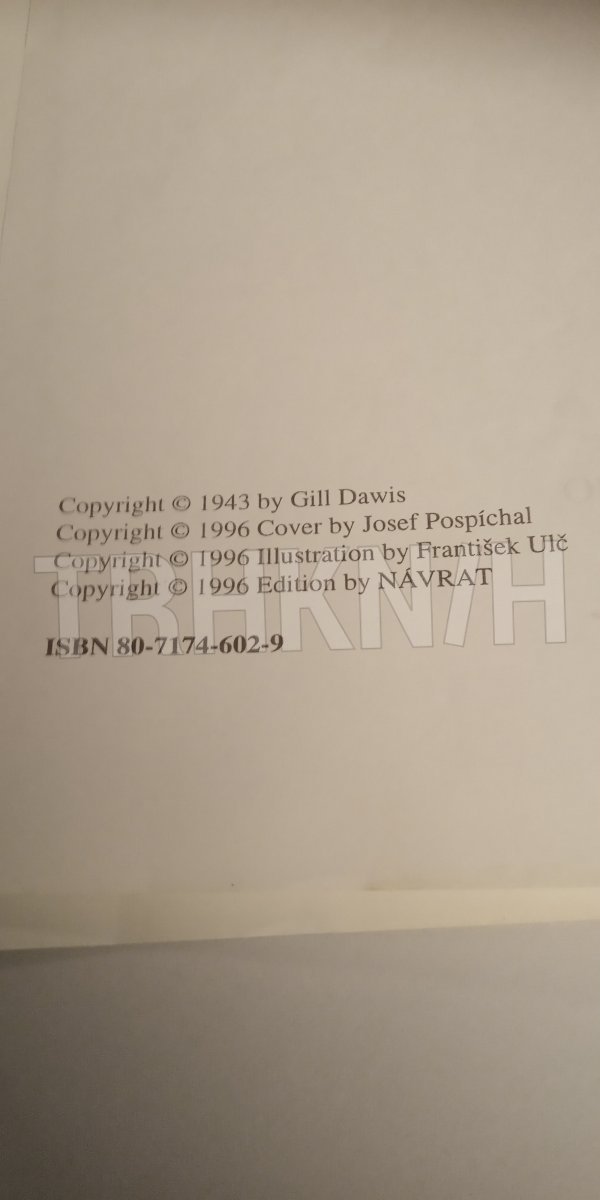 Copyright © 1943 by Gill Dawis
Copyright © 1996 Cover by Josef Pospíchal
Copyright © 1996 Illustration by František Ulč
Copyright © 1996 Edition by NÁVRAT
TRHKNIH
ISBN 80-7174-602-9